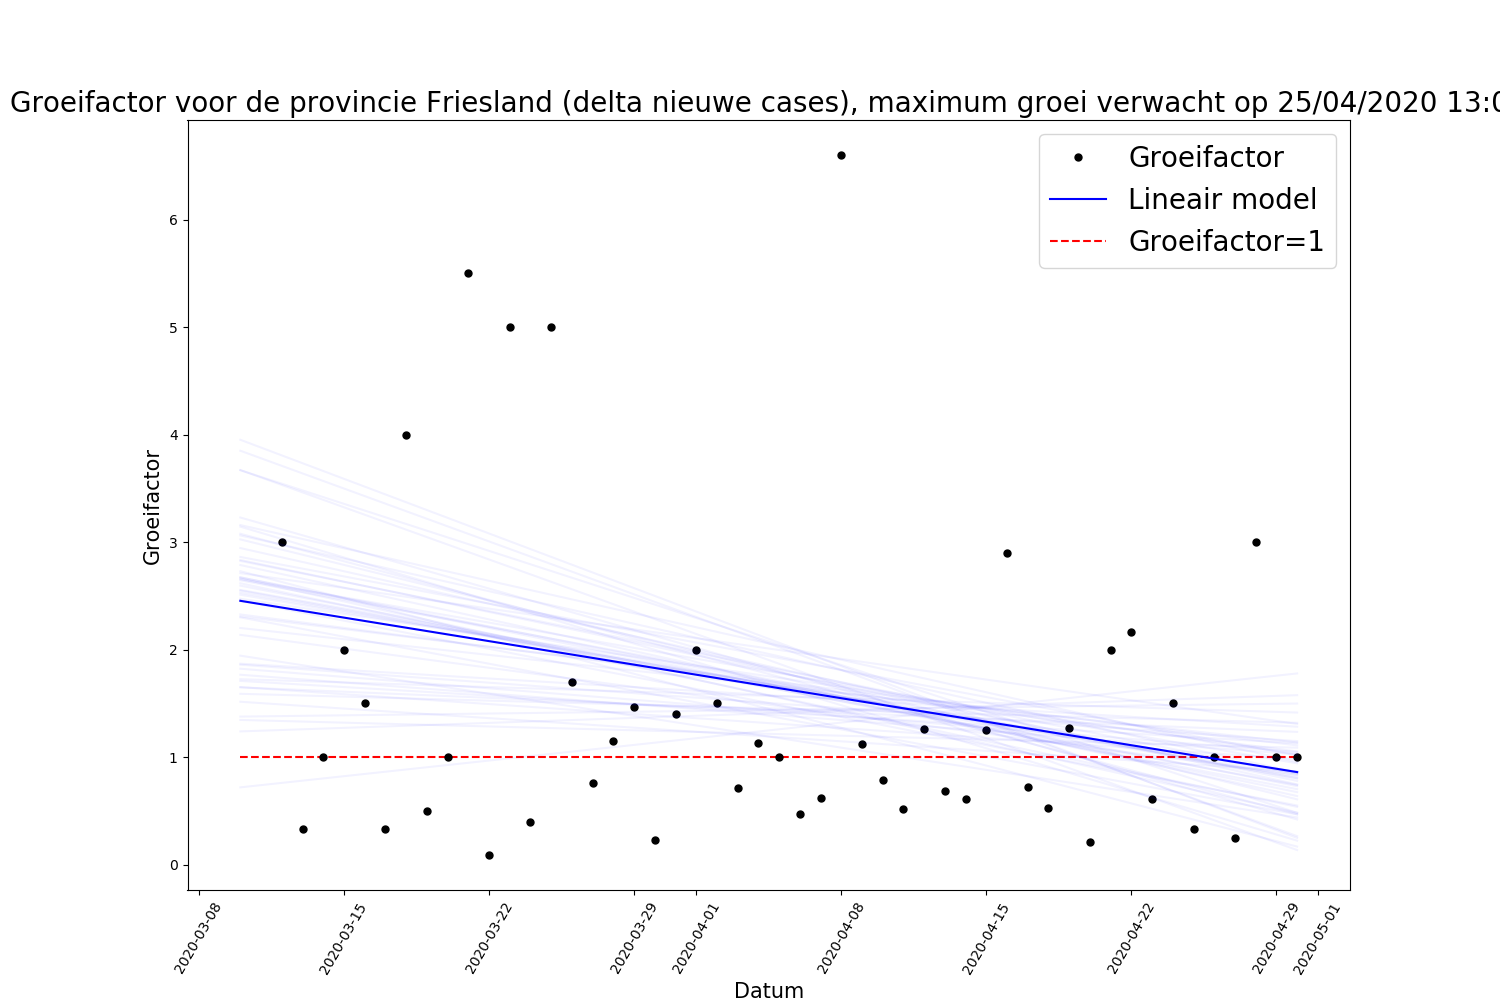 Groeifactor voor de provincie Friesland (delta nieuwe cases), maximum groei verwacht op 25/04/2020 13:0
Groeifactor
Lineair model
Groeifactor=1
6
5
4
3
2
1
0
Groeifactor
2020-03-08
2020-03-15
2020-03-22
2020-03-29
2020-04-01
2020-04-08
2020-04-15
2020-04-22
2020-04-29
2020-05-01
Datum